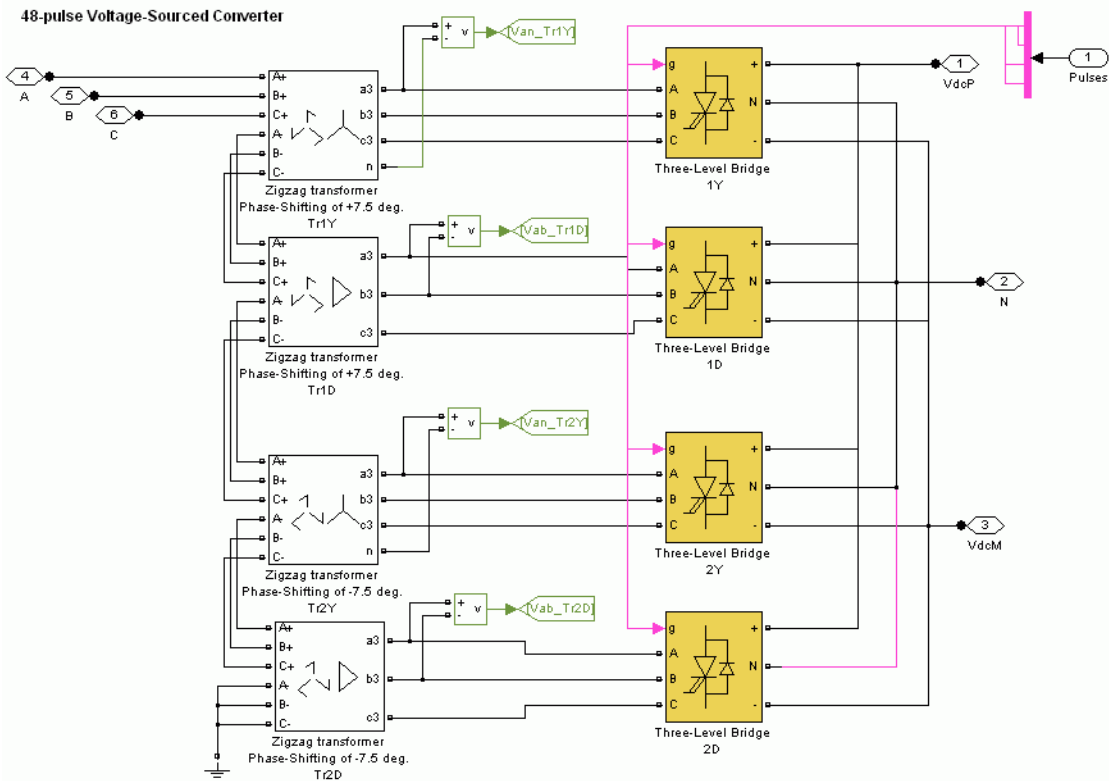 48-pulse Voltage-Sourced Converter
+
-
v
[Van_Tr1Y]
4
A
5
B
6
C
A+
B+
C+
A-
B-
C-
a3
b3
c3
n
Zigzag transformer
Phase-Shifting of +7.5 deg.
Tr1Y
g
A
B
C
+
N
-
Three-Level Bridge
1Y
1
VdcP
1
Pulses
+
-
v
[Vab_Tr1D]
A+
B+
C+
A-
B-
C-
a3
b3
c3
Zigzag transformer
Phase-Shifting of +7.5 deg.
Tr1D
g
A
B
C
+
N
-
Three-Level Bridge
1D
2
N
+
-
v
[Van_Tr2Y]
A+
B+
C+
A-
B-
C-
a3
b3
c3
n
Zigzag transformer
Phase-Shifting of -7.5 deg.
Tr2Y
g
A
B
C
+
N
-
Three-Level Bridge
2Y
3
VdcM
+
-
v
[Vab_Tr2D]
A+
B+
C+
A-
B-
C-
a3
b3
c3
Zigzag transformer
Phase-Shifting of -7.5 deg.
Tr2D
g
A
B
C
+
N
-
Three-Level Bridge
2D